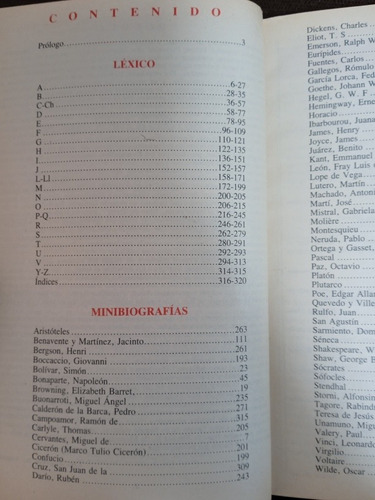 CONTENIDO
Prólogo 3
LÉXICO
A 6-27
B 28-35
C-Ch 36-57
D 58-77
E 78-95
F 96-109
G 110-121
H 122-135
I 136-151
J 152-157
L-Ll 158-171
M 172-199
N 200-205
O 206-215
P-Q 216-245
R 246-261
S 262-279
T 280-291
U 292-293
V 294-313
Y-Z 314-315
Índices 316-320
MINIBIOGRAFÍAS
Aristóteles 263
Benavente y Martínez, Jacinto 111
Bergson, Henri 261
Boccaccio, Giovanni 193
Bolívar, Simón 23
Bonaparte, Napoleón 45
Browning, Elizabeth Barret 19
Buonarroti, Miguel Ángel 235
Calderón de la Barca, Pedro 271
Campoamor, Ramón de 145
Carlyle, Thomas 205
Cervantes, Miguel de 7
Cicerón (Marco Tulio Cicerón) 201
Confucio 199
Cruz, San Juan de la 309
Darío, Rubén 243
Dickens, Charles
Eliot, T. S
Emerson, Ralph W
Eurípides
Fuentes, Carlos
Gallegos, Rómulo
García Lorca, Fed
Goethe, Johann W
Hegel, G. W. F
Hemingway, Erne
Horacio
Ibarbourou, Juana
James, Henry
Joyce, James
Juárez, Benito
Kant, Emmanuel
León, Fray Luis d
Lope de Vega
Lutero, Martín
Machado, Antoni
Martí, José
Mistral, Gabriela
Molière
Montesquieu
Neruda, Pablo
Ortega y Gasset,
Pascal
Paz, Octavio
Platón
Plutarco
Poe, Edgar Allan
Quevedo y Ville
Rulfo, Juan
San Agustín
Sarmiento, Dom
Séneca
Shakespeare, W
Shaw, George B
Sócrates
Sófocles
Stendhal
Storni, Alfonsin
Tagore, Rabindr
Teresa de Jesús
Unamuno, Migu
Valery, Paul
Vinci, Leonardo
Virgilio
Voltaire
Wilde, Oscar